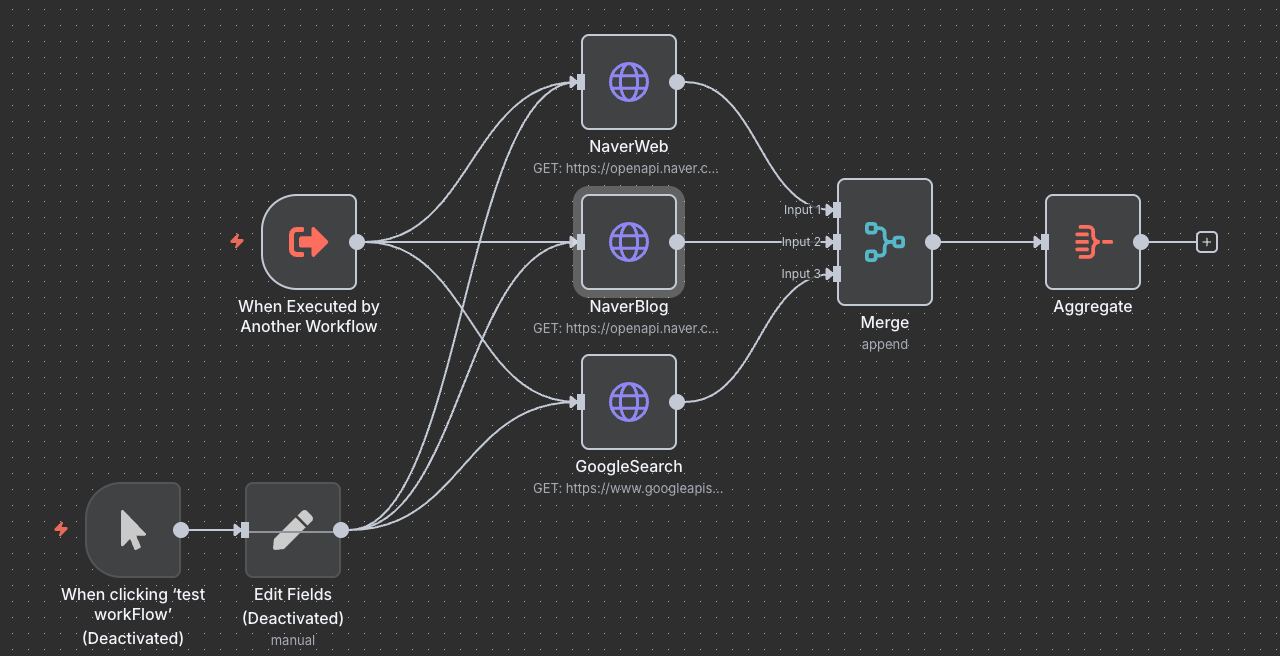 NaverWeb
GET: https://openapi.naver.c...
When Executed by
Another Workflow
NaverBlog
GET: https://openapi.naver.c...
Input 1
Input 2
Input 3
Merge
append
Aggregate
GoogleSearch
GET: https://www.googleapis...
When clicking ‘test
workFlow’
(Deactivated)
Edit Fields
(Deactivated)
manual